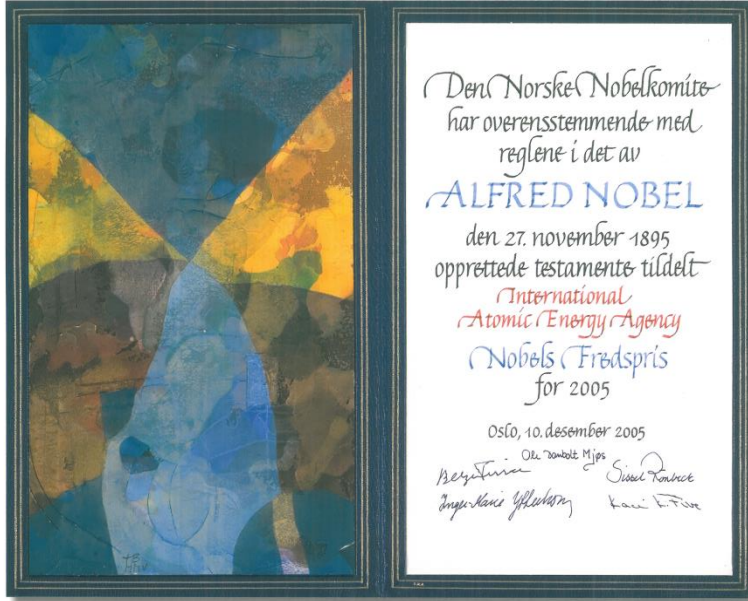 Den Norske Nobelkomite
har overensstemmende med
reglene i det av
ALFRED NOBEL
den 27. november 1895
opprettede testamente tildelt
International
Atomic Energy Agency
Nobels Fredspris
for 2005
Oslo, 10. desember 2005
Ole Danbolt Mjøs
Sissel Rønbeck
Inger-Marie Ytterhorn
Kaci K. Five